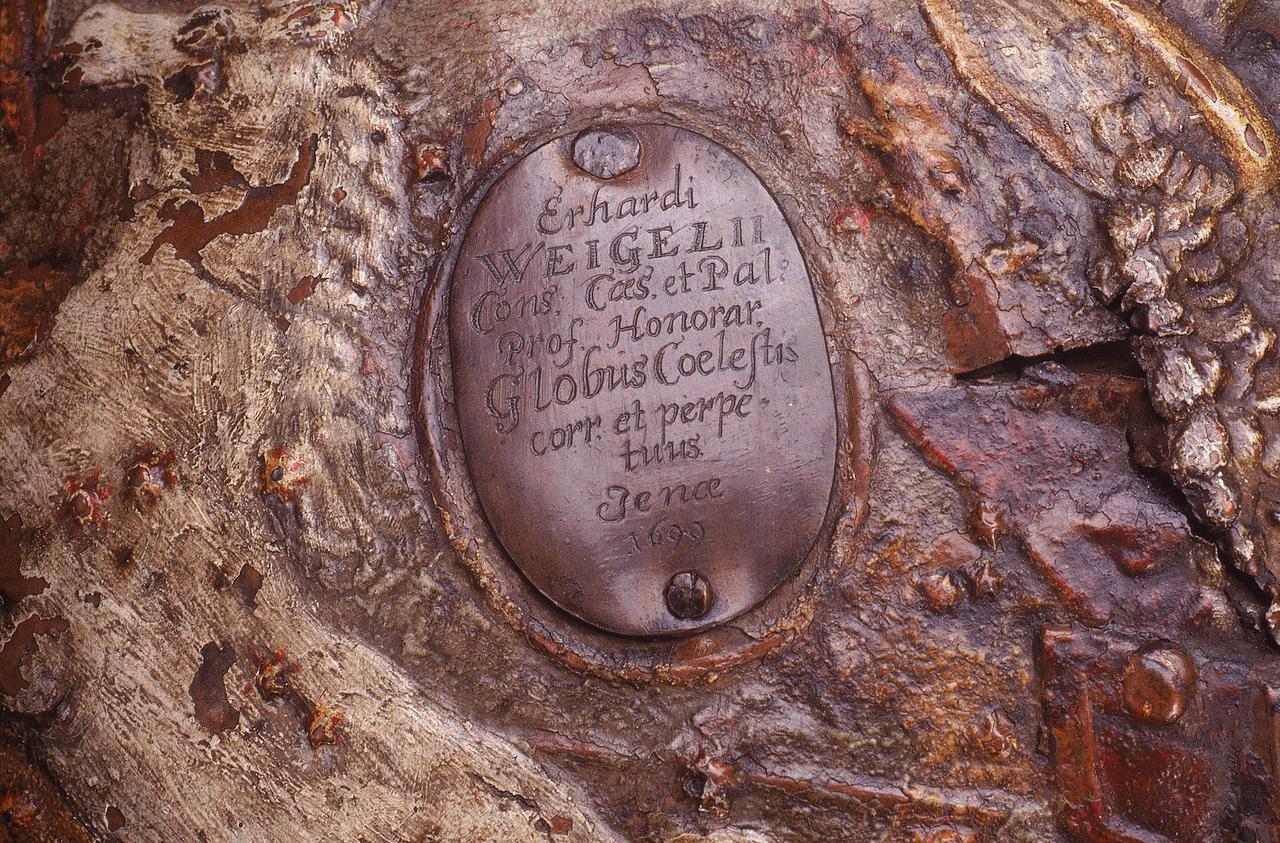 Erhardi
WEIGELII
Cons. Cæs. et Pal:
Prof. Honorar.
Globus Coeleſtis
corr. et perpe-
tuus
Jenæ
1699